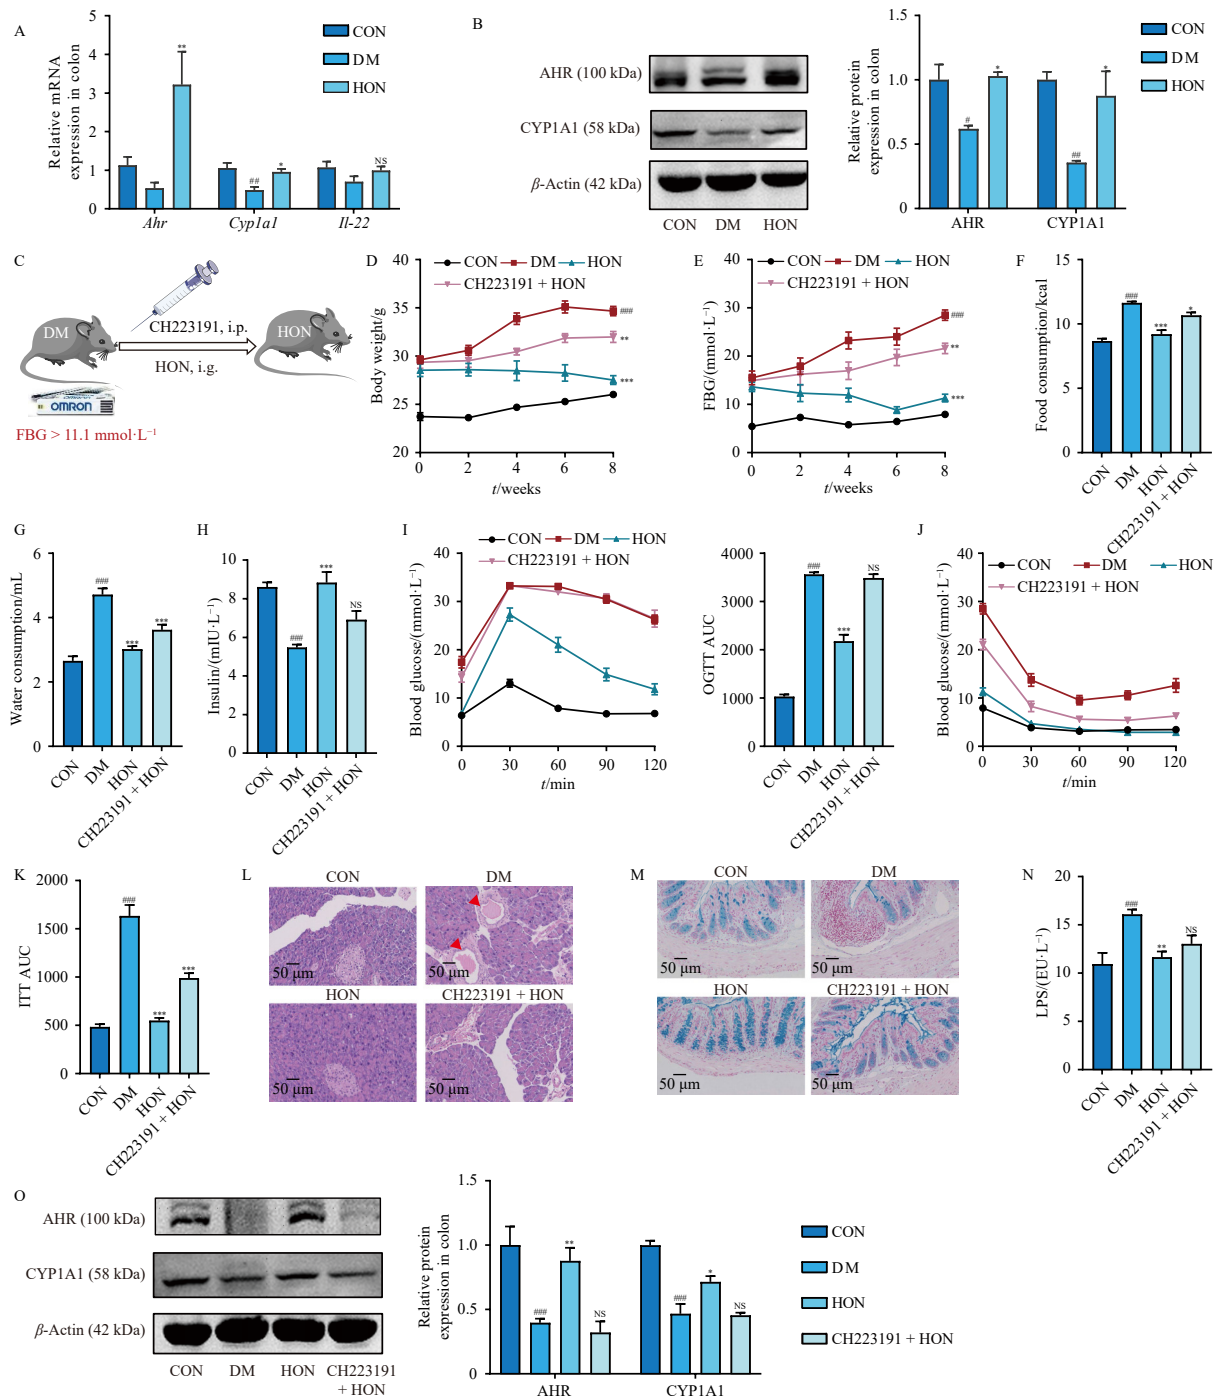 A
Relative mRNA
expression in colon
5
4
3
2
1
0
**
##
*
NS
Ahr
Cyp1a1
Il-22
CON
DM
HON
B
AHR (100 kDa)
CYP1A1 (58 kDa)
β-Actin (42 kDa)
CON DM HON
Relative protein
expression in colon
1.5
1.0
0.5
0.0
#
*
##
*
AHR
CYP1A1
CON
DM
HON
C
DM
CH223191, i.p.
HON, i.g.
HON
OMRON
FBG > 11.1 mmol·L⁻¹
D
CON DM HON
CH223191 + HON
Body weight/g
40
35
30
25
20
###
**
***
0 2 4 6 8
t/weeks
E
CON DM HON
CH223191 + HON
FBG/(mmol·L⁻¹)
40
30
20
10
0
###
**
***
0 2 4 6 8
t/weeks
F
Food consumption/kcal
15
10
5
0
###
***
*
CON
DM
HON
CH223191 + HON
G
Water consumption/mL
6
4
2
0
###
***
***
CON
DM
HON
CH223191 + HON
H
Insulin/(mIU·L⁻¹)
10
8
6
4
2
0
###
***
NS
CON
DM
HON
CH223191 + HON
I
CON DM HON
CH223191 + HON
Blood glucose/(mmol·L⁻¹)
40
30
20
10
0
0 30 60 90 120
t/min
OGTT AUC
4000
3000
2000
1000
0
###
***
NS
CON
DM
HON
CH223191 + HON
J
CON DM HON
CH223191 + HON
Blood glucose/(mmol·L⁻¹)
40
30
20
10
0
0 30 60 90 120
t/min
K
ITT AUC
2000
1500
1000
500
0
###
***
***
CON
DM
HON
CH223191 + HON
L
CON
DM
50 μm
50 μm
HON
CH223191 + HON
50 μm
50 μm
M
CON
DM
50 μm
50 μm
HON
CH223191 + HON
50 μm
50 μm
N
LPS/(EU·L⁻¹)
20
15
10
5
0
###
**
NS
CON
DM
HON
CH223191 + HON
O
AHR (100 kDa)
CYP1A1 (58 kDa)
β-Actin (42 kDa)
CON DM HON CH223191
+ HON
Relative protein
expression in colon
1.5
1.0
0.5
0.0
###
**
NS
###
*
NS
AHR
CYP1A1
CON
DM
HON
CH223191 + HON